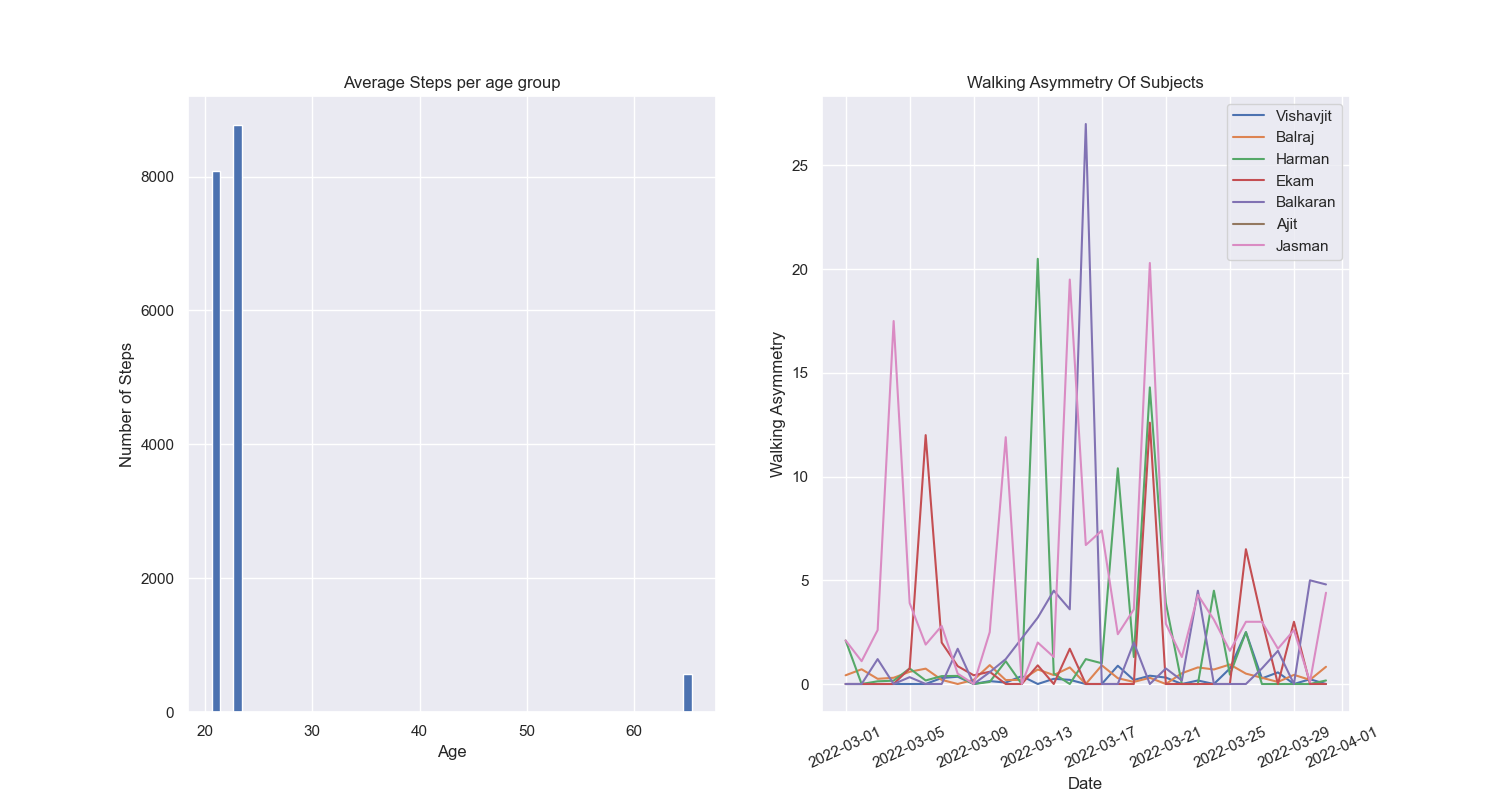 Average Steps per age group
Number of Steps
8000
6000
4000
2000
0
20
30
40
50
60
Age
Walking Asymmetry Of Subjects
Vishavjit
Balraj
Harman
Ekam
Balkaran
Ajit
Jasman
Walking Asymmetry
25
20
15
10
5
0
2022-03-01
2022-03-05
2022-03-09
2022-03-13
2022-03-17
2022-03-21
2022-03-25
2022-03-29
2022-04-01
Date